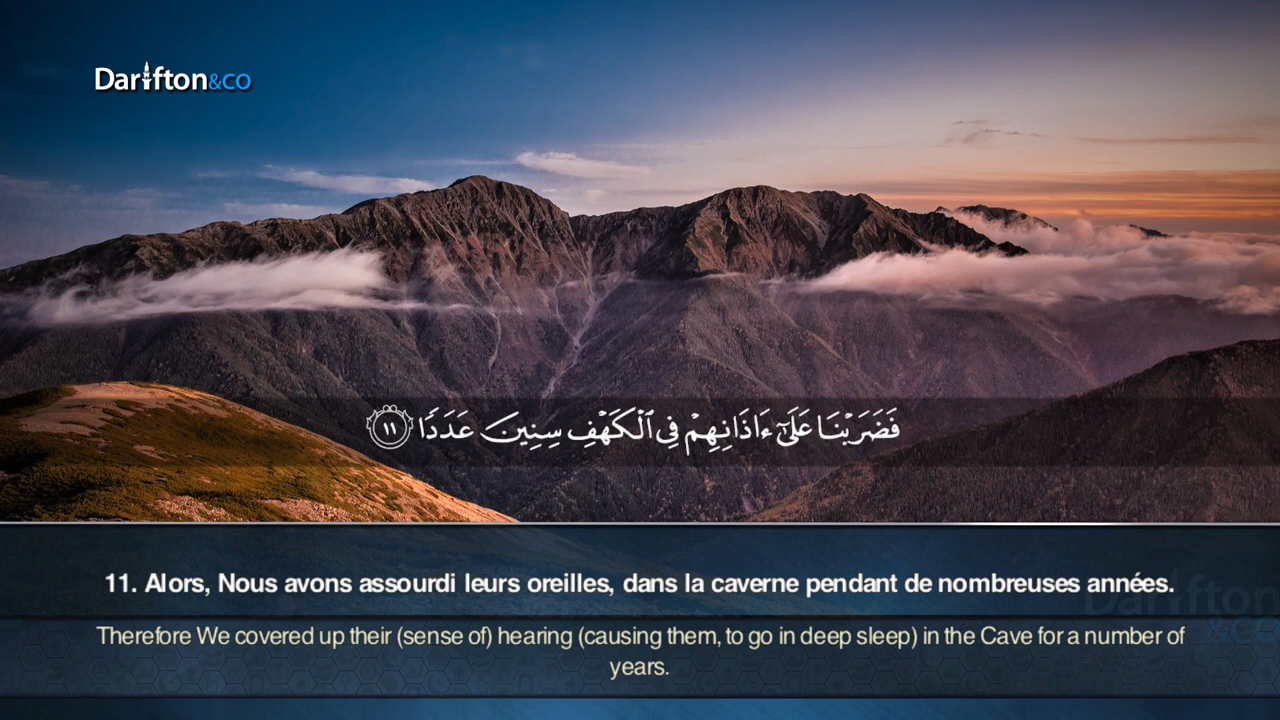 Darifton&CO
فَضَرَبْنَا عَلَىٰٓ ءَاذَانِهِمْ فِى ٱلْكَهْفِ سِنِينَ عَدَدًا ١١
11. Alors, Nous avons assourdi leurs oreilles, dans la caverne pendant de nombreuses années.
Darifton
&CO
Therefore We covered up their (sense of) hearing (causing them, to go in deep sleep) in the Cave for a number of
years.